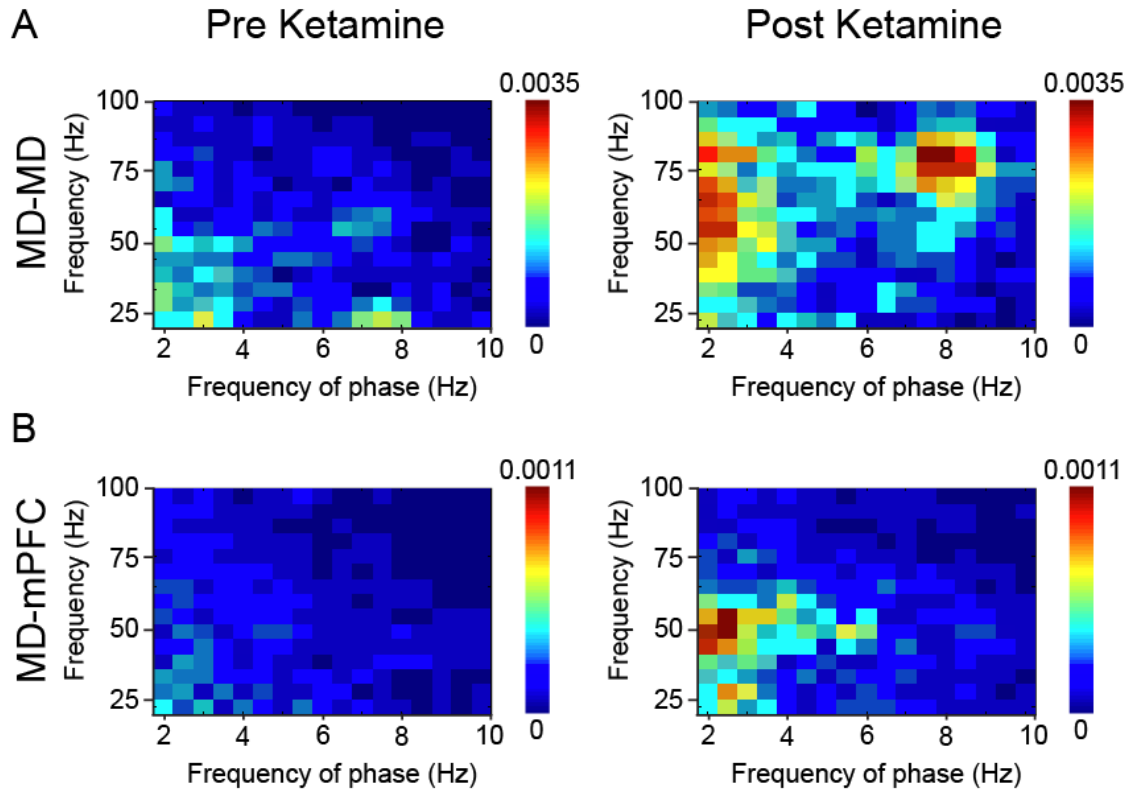 A
Pre Ketamine
Post Ketamine
MD-MD
Frequency (Hz)
100
75
50
25
2 4 6 8 10
Frequency of phase (Hz)
0.0035
0
Frequency (Hz)
100
75
50
25
2 4 6 8 10
Frequency of phase (Hz)
0.0035
0
B
MD-mPFC
Frequency (Hz)
100
75
50
25
2 4 6 8 10
Frequency of phase (Hz)
0.0011
0
Frequency (Hz)
100
75
50
25
2 4 6 8 10
Frequency of phase (Hz)
0.0011
0